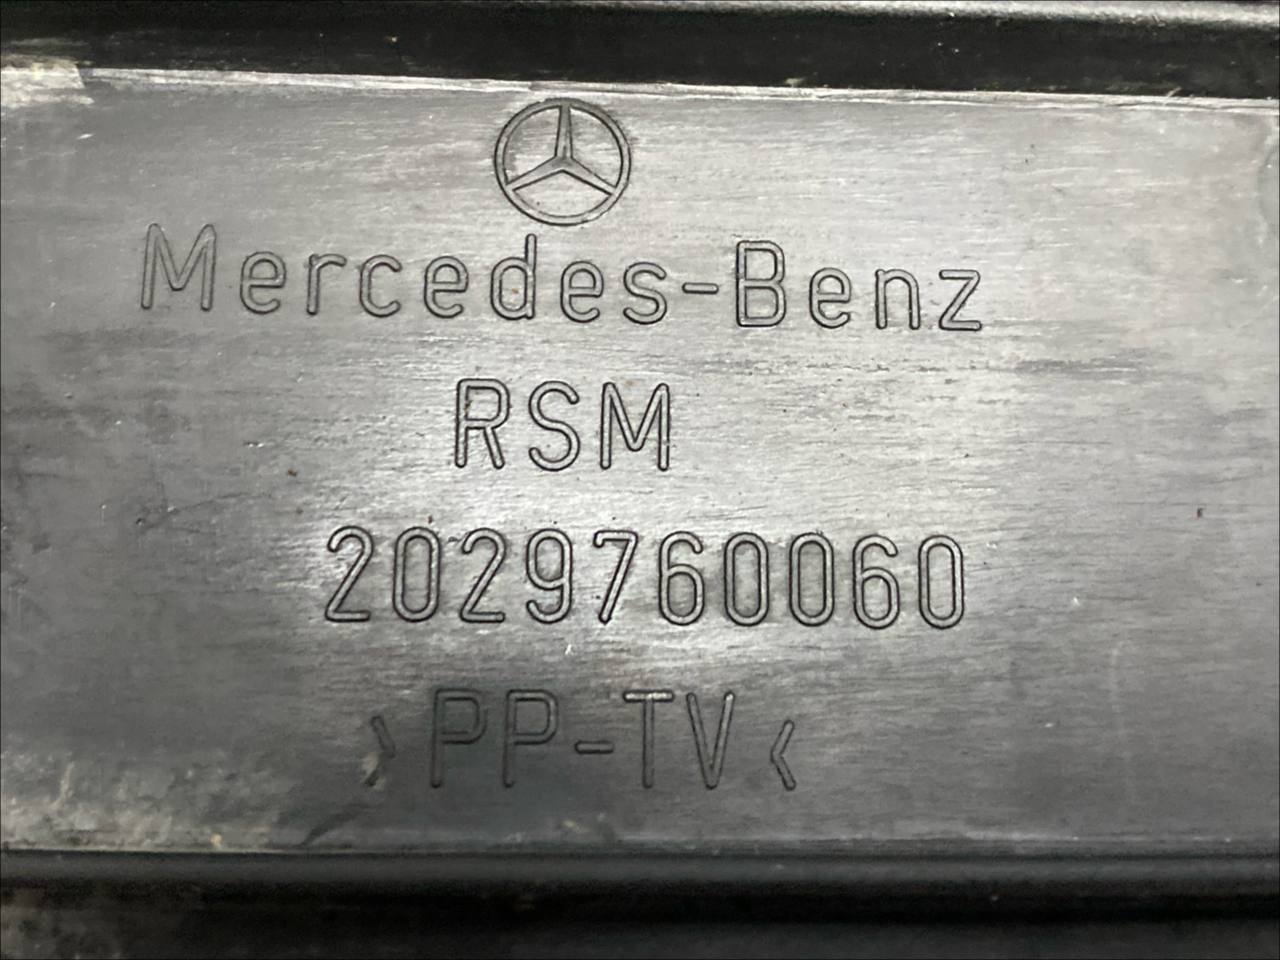 Mercedes-Benz
RSM
2029760060
>PP-TV<